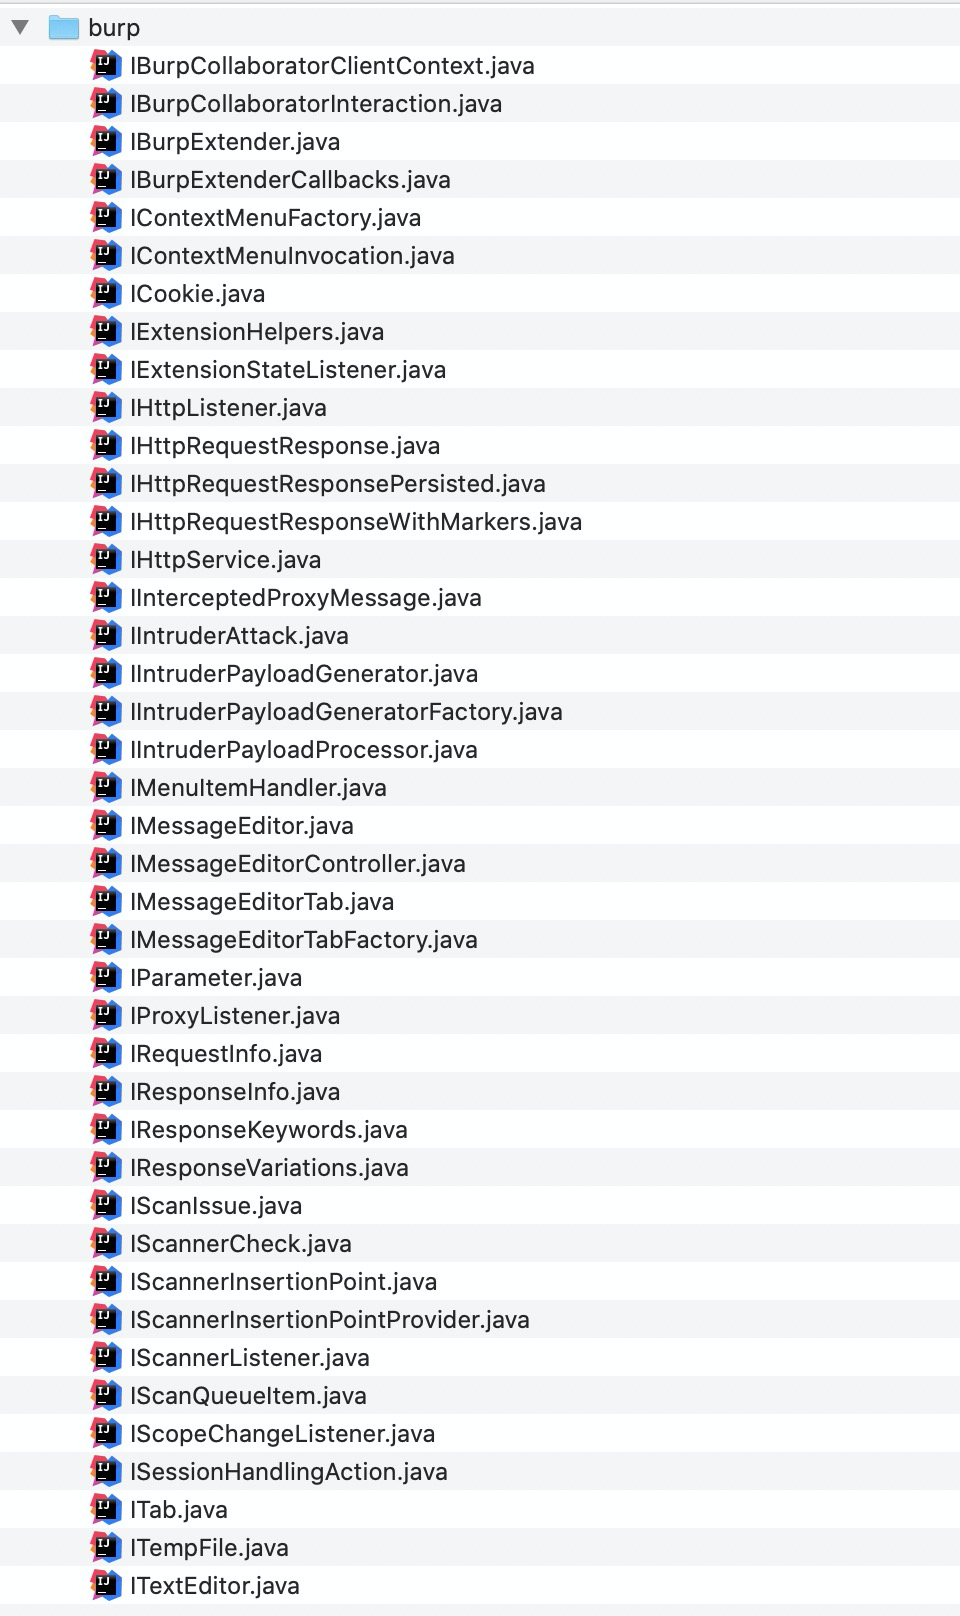 burp
IBurpCollaboratorClientContext.java
IBurpCollaboratorInteraction.java
IBurpExtender.java
IBurpExtenderCallbacks.java
IContextMenuFactory.java
IContextMenuInvocation.java
ICookie.java
IExtensionHelpers.java
IExtensionStateListener.java
IHttpListener.java
IHttpRequestResponse.java
IHttpRequestResponsePersisted.java
IHttpRequestResponseWithMarkers.java
IHttpService.java
IInterceptedProxyMessage.java
IIntruderAttack.java
IIntruderPayloadGenerator.java
IIntruderPayloadGeneratorFactory.java
IIntruderPayloadProcessor.java
IMenuItemHandler.java
IMessageEditor.java
IMessageEditorController.java
IMessageEditorTab.java
IMessageEditorTabFactory.java
IParameter.java
IProxyListener.java
IRequestInfo.java
IResponseInfo.java
IResponseKeywords.java
IResponseVariations.java
IScanIssue.java
IScannerCheck.java
IScannerInsertionPoint.java
IScannerInsertionPointProvider.java
IScannerListener.java
IScanQueueItem.java
IScopeChangeListener.java
ISessionHandlingAction.java
ITab.java
ITempFile.java
ITextEditor.java